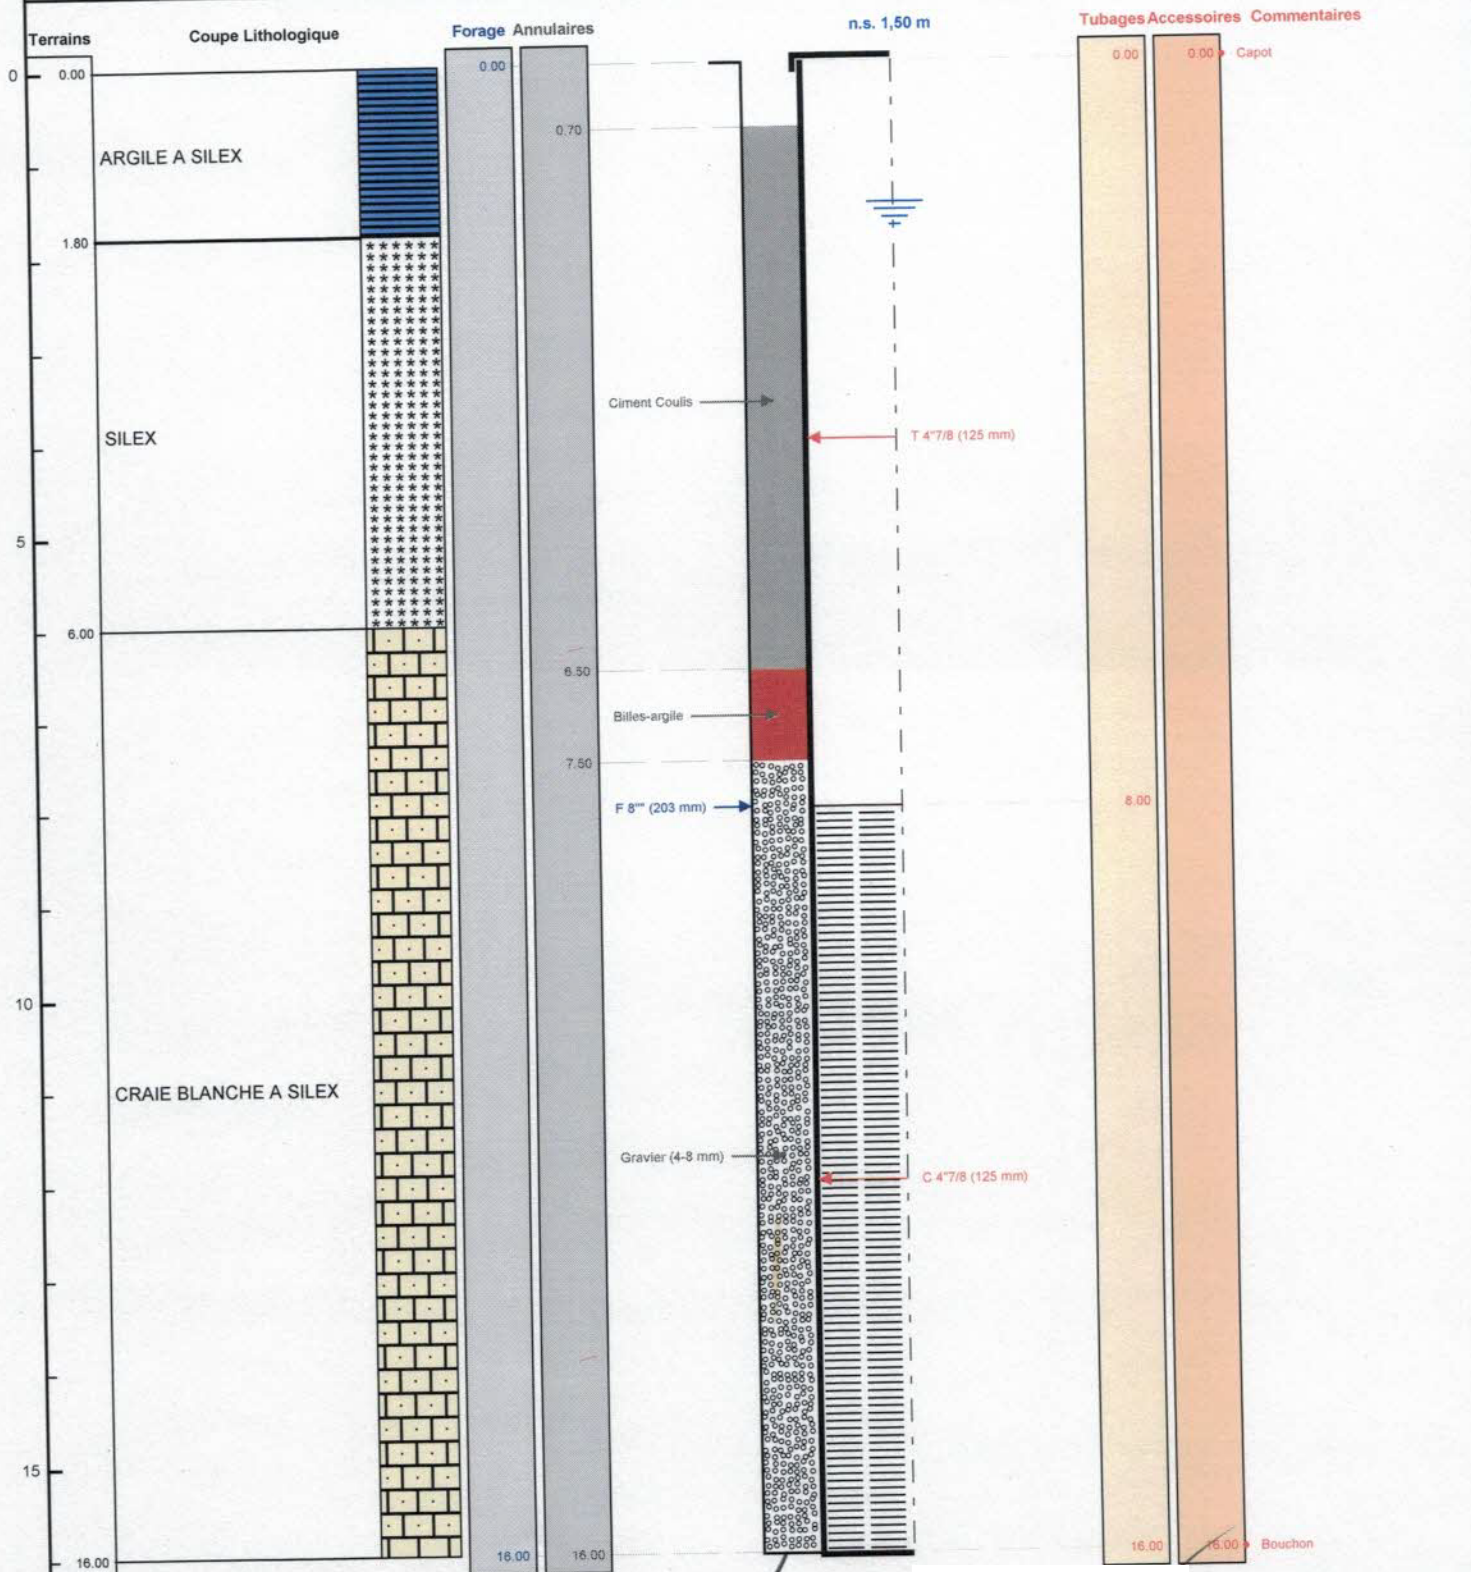 n.s. 1,50 m
Tubages Accessoires Commentaires
Terrains Coupe Lithologique Forage Annulaires
0 0.00 0.00 0.00 0.00 Capot
0.70
ARGILE A SILEX
1.80
Ciment Coulis
T 4"7/8 (125 mm)
SILEX
5
6.00
6.50
Billes-argile
7.50
F 8"" (203 mm) 8.00
10
CRAIE BLANCHE A SILEX
Gravier (4-8 mm)
C 4"7/8 (125 mm)
15
16.00 16.00 16.00 16.00 16.00 Bouchon